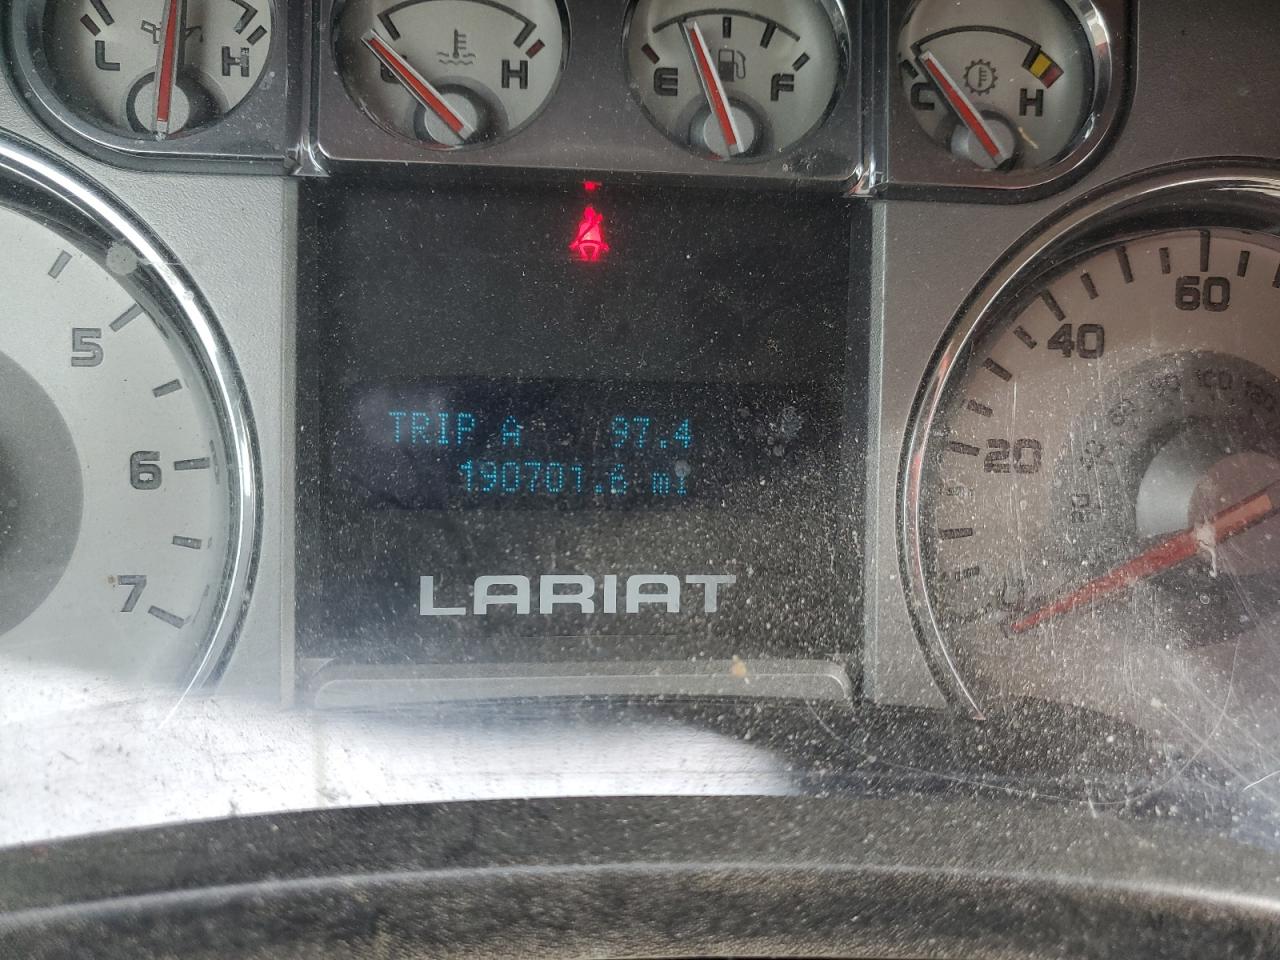 L H
H
E F
C H
5
6
7
TRIP A 97.4
190701.6 mi
LARIAT
20
40
60